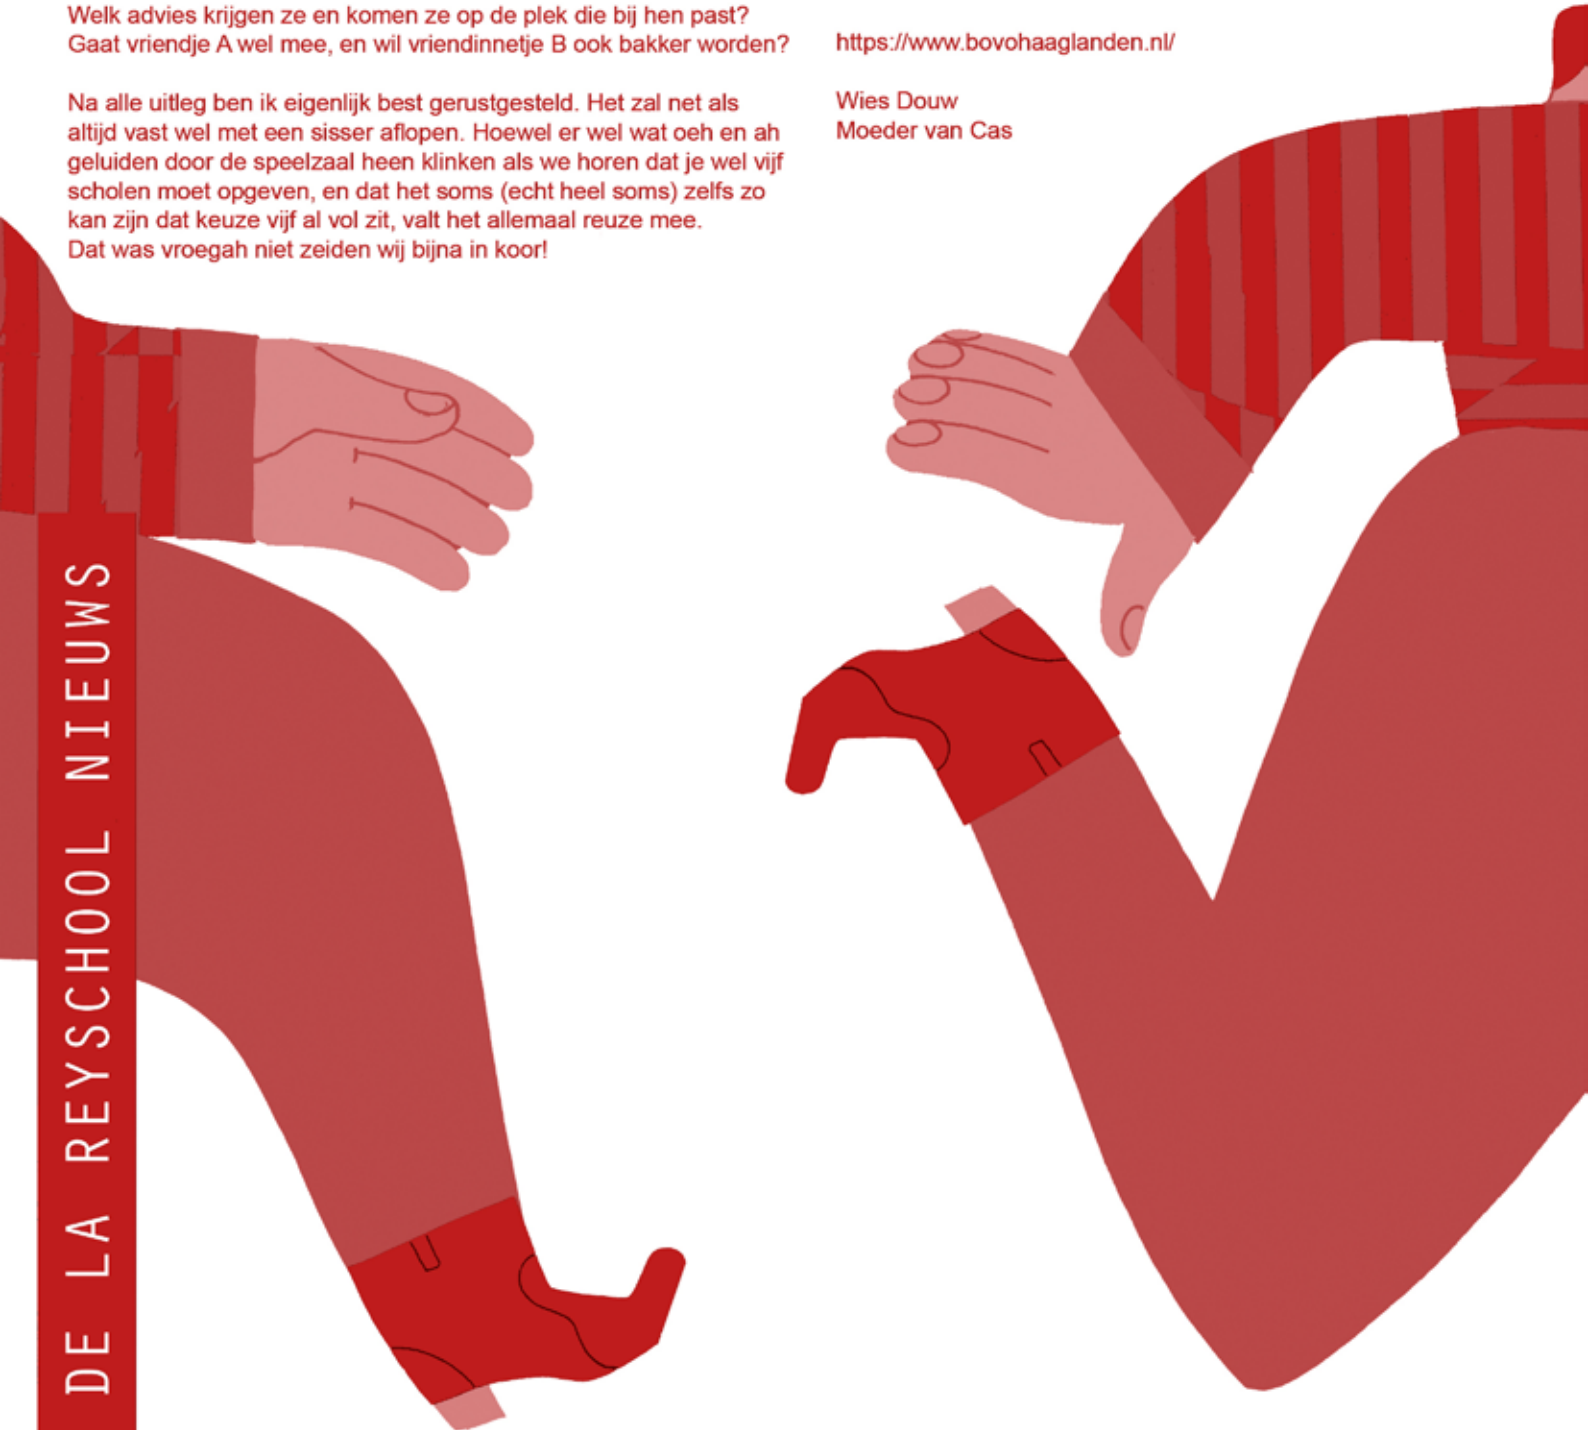 Welk advies krijgen ze en komen ze op de plek die bij hen past?
Gaat vriendje A wel mee, en wil vriendinnetje B ook bakker worden?
Na alle uitleg ben ik eigenlijk best gerustgesteld. Het zal net als
altijd vast wel met een sisser aflopen. Hoewel er wel wat oeh en ah
geluiden door de speelzaal heen klinken als we horen dat je wel vijf
scholen moet opgeven, en dat het soms (echt heel soms) zelfs zo
kan zijn dat keuze vijf al vol zit, valt het allemaal reuze mee.
Dat was vroegah niet zeiden wij bijna in koor!
https://www.bovohaaglanden.nl/
Wies Douw
Moeder van Cas
DE LA REYSCHOOL NIEUWS